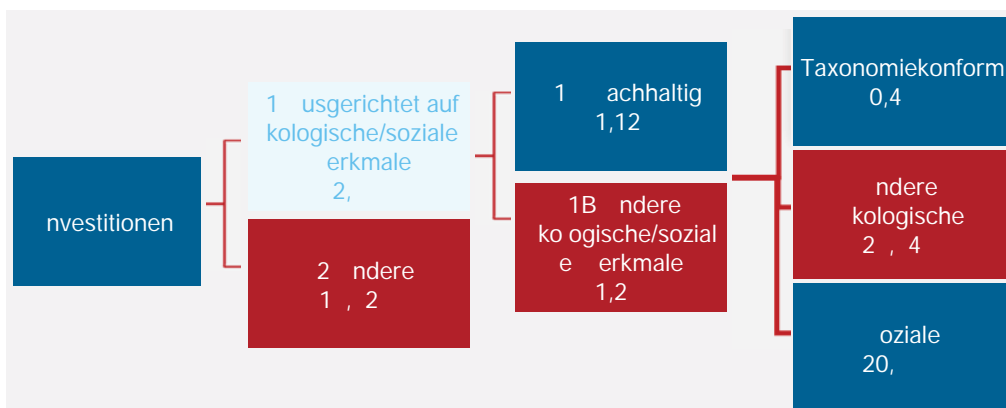 nvestitionen
1 usgerichtet auf
kologische/soziale
erkmale
2,
2 ndere
1 , 2
1 achhaltig
1,12
1B ndere
ko ogische/sozial
e erkmale
1,2
Taxonomiekonform
0,4
ndere
kologische
2 , 4
oziale
20,